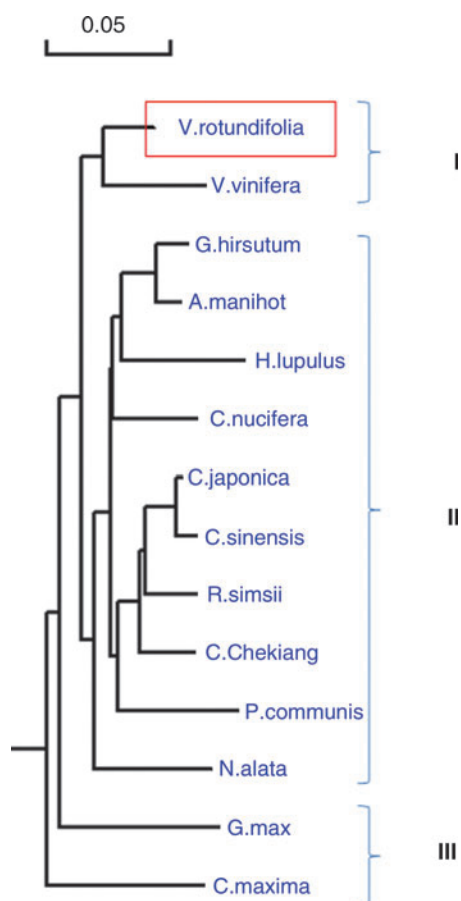 0.05
V.rotundifolia
I
V.vinifera
G.hirsutum
A.manihot
H.lupulus
C.nucifera
C.japonica
II
C.sinensis
R.simsii
C.Chekiang
P.communis
N.alata
G.max
III
C.maxima